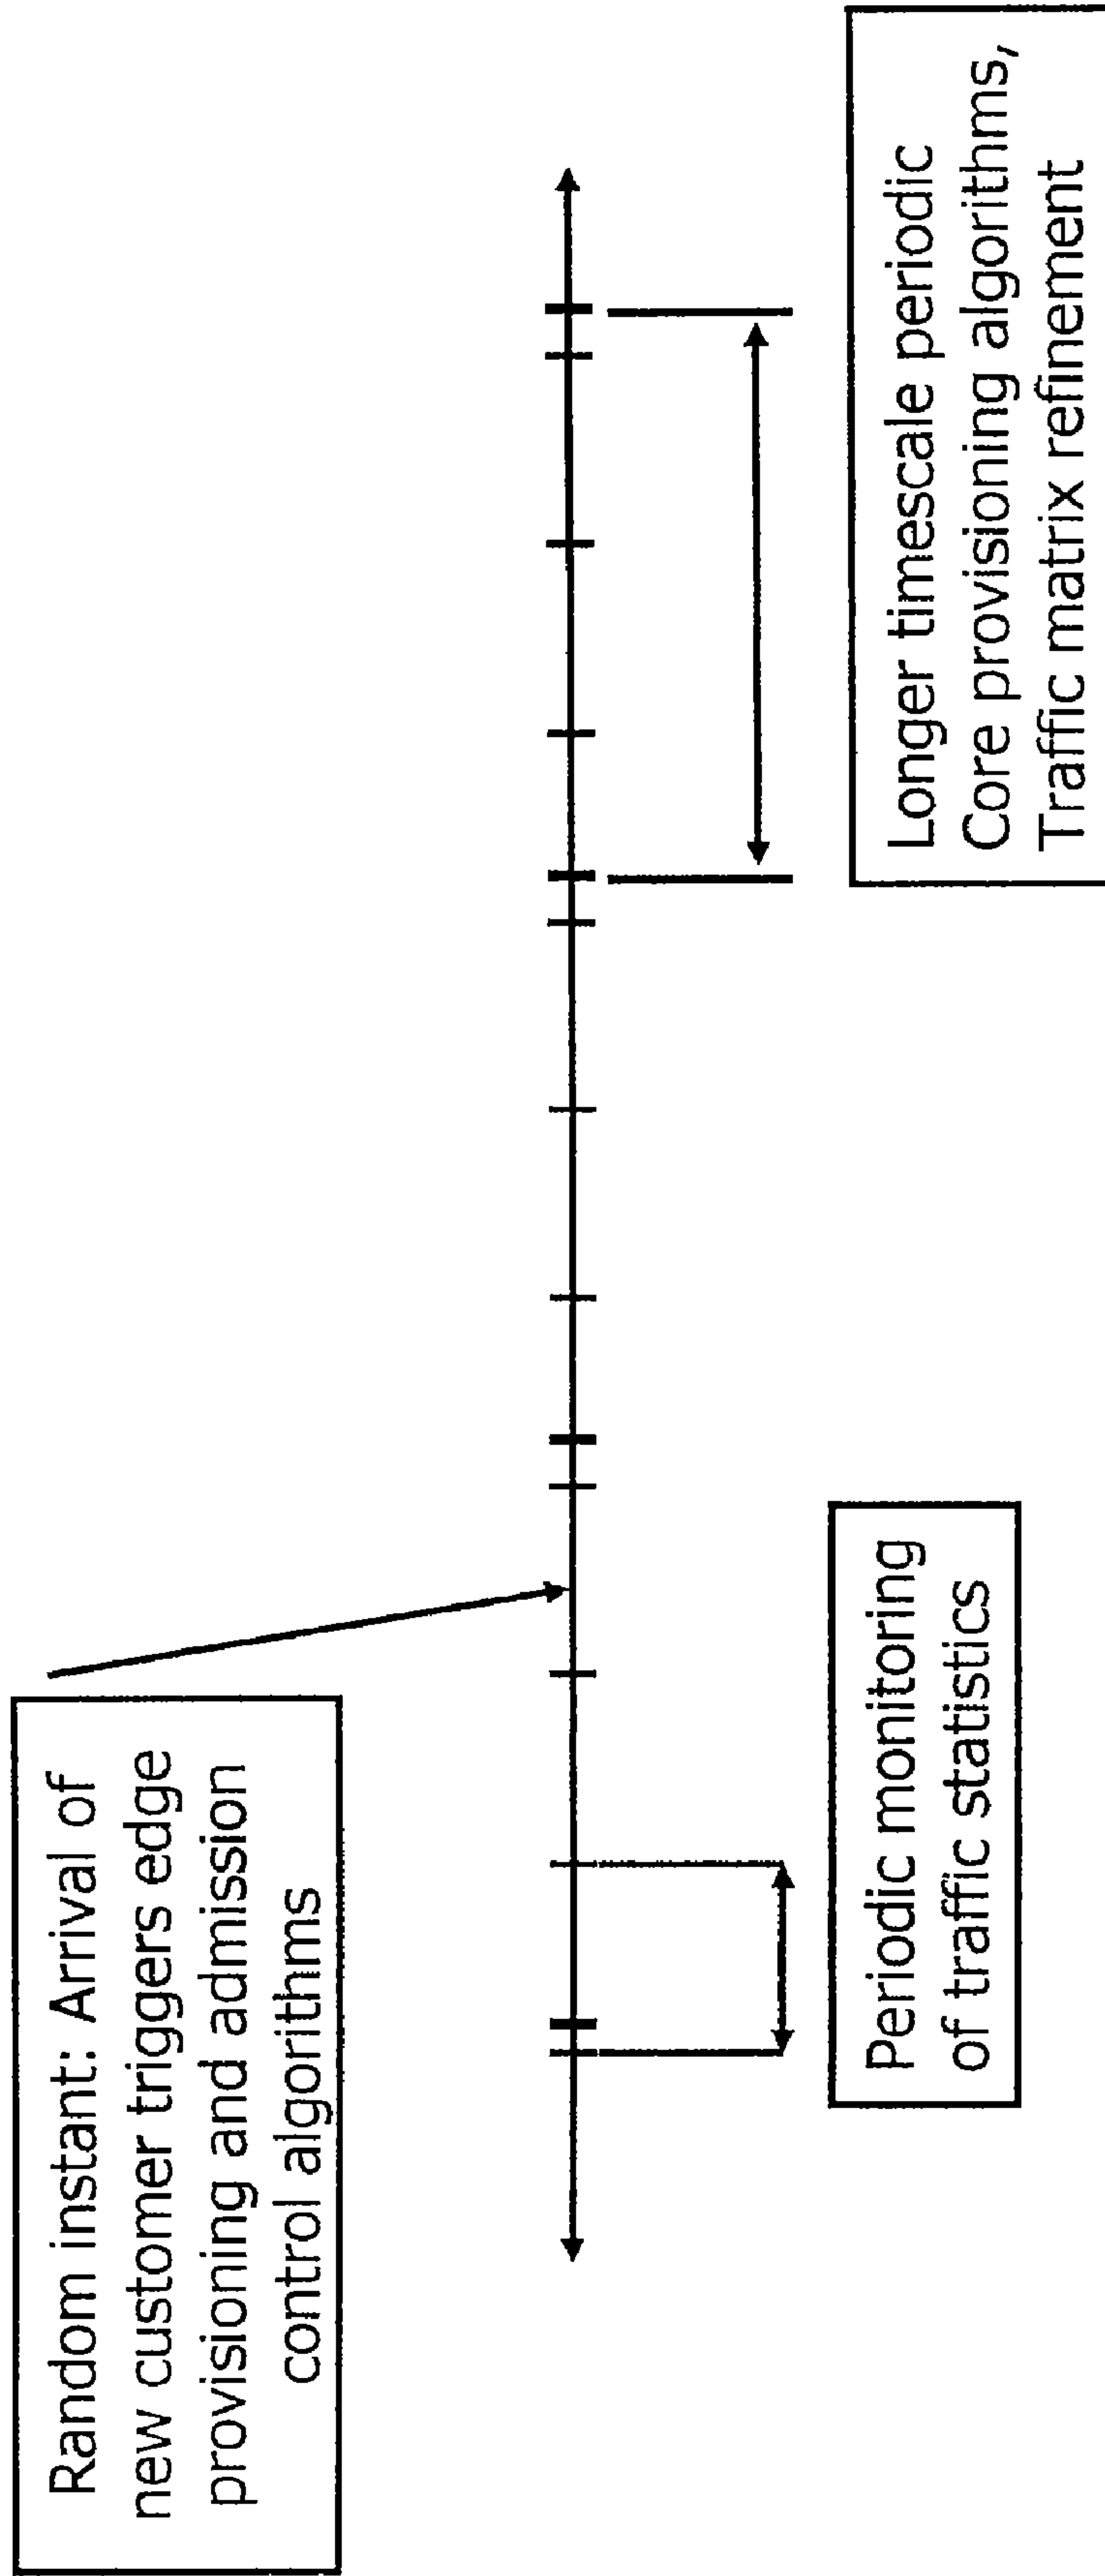 Random instant: Arrival of
new customer triggers edge
provisioning and admission
control algorithms
Periodic monitoring
of traffic statistics
Longer timescale periodic
Core provisioning algorithms,
Traffic matrix refinement